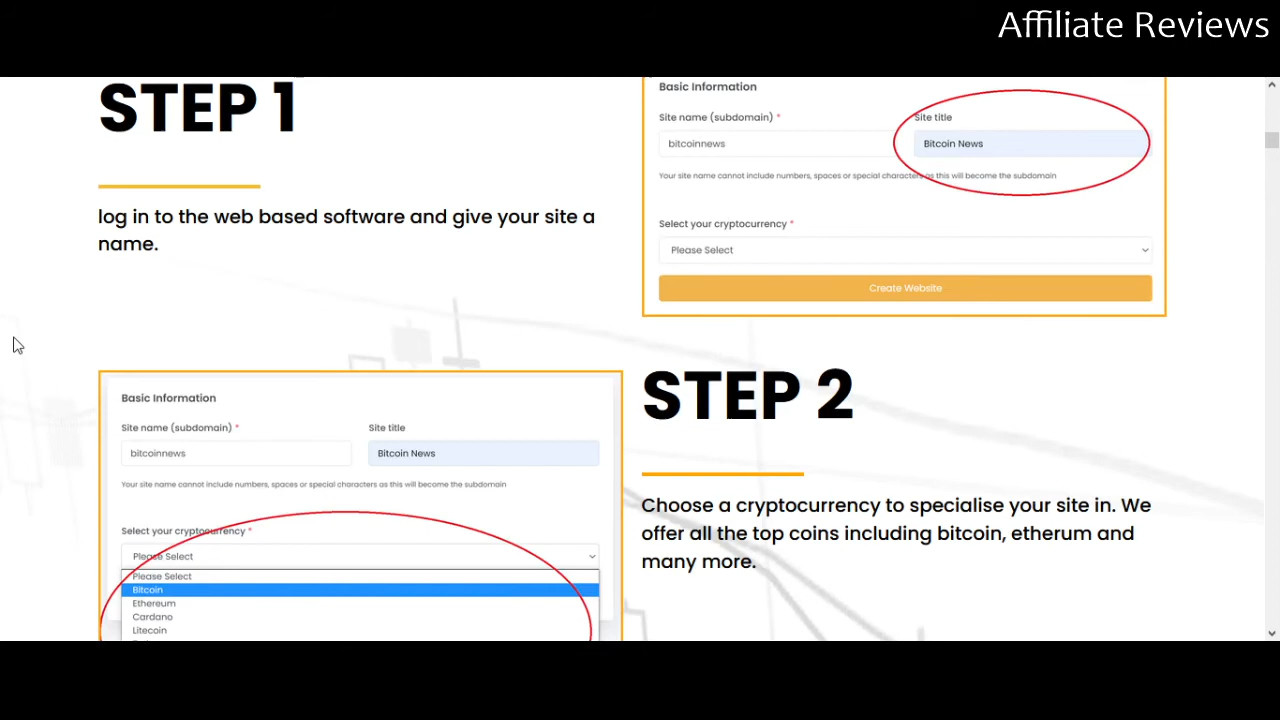 Affiliate Reviews
STEP 1
log in to the web based software and give your site a
name.
Basic Information
Site name (subdomain) *
Site title
bitcoinnews
Bitcoin News
Your site name cannot include numbers, spaces or special characters as this will become the subdomain
Select your cryptocurrency *
Please Select
Create Website
Basic Information
Site name (subdomain) *
Site title
bitcoinnews
Bitcoin News
Your site name cannot include numbers, spaces or special characters as this will become the subdomain
Select your cryptocurrency *
Please Select
Please Select
Bitcoin
Ethereum
Cardano
Litecoin
STEP 2
Choose a cryptocurrency to specialise your site in. We
offer all the top coins including bitcoin, etherum and
many more.